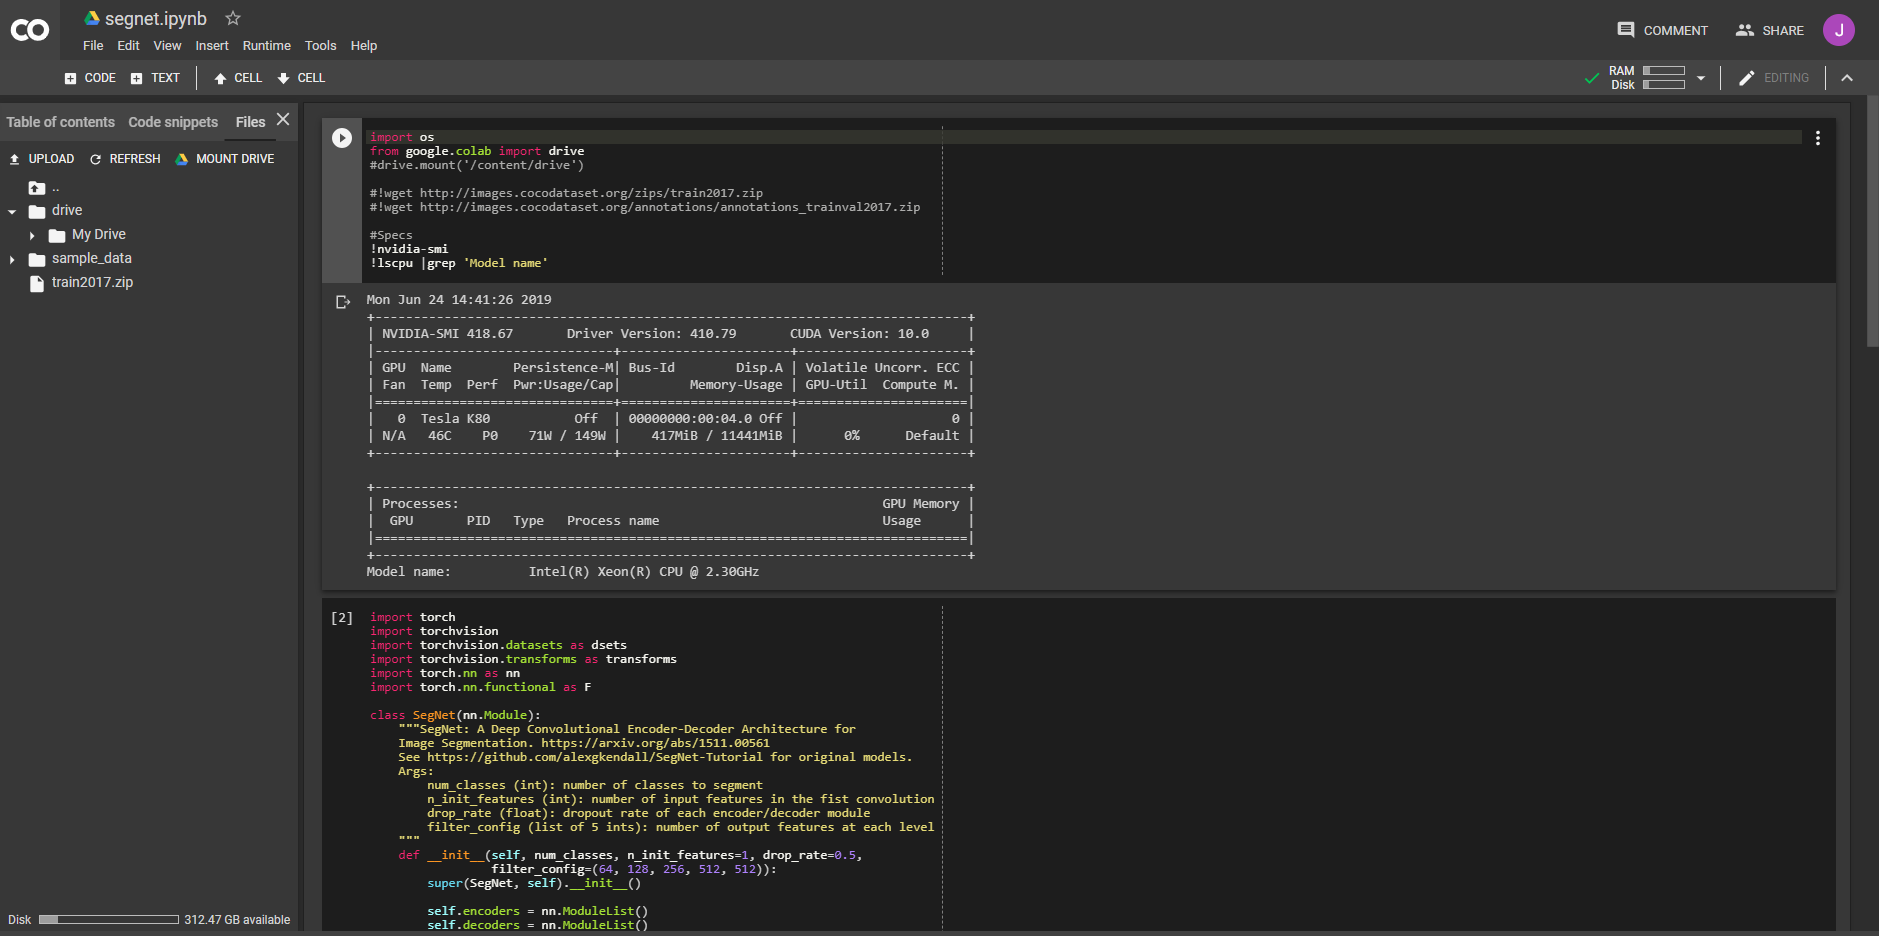 CO
segnet.ipynb
File Edit View Insert Runtime Tools Help
COMMENT SHARE J
CODE TEXT CELL CELL
RAM
Disk
EDITING
Table of contents Code snippets Files
UPLOAD REFRESH MOUNT DRIVE
..
drive
My Drive
sample_data
train2017.zip
Disk 312.47 GB available
import os
from google.colab import drive
#drive.mount('/content/drive')
#!wget http://images.cocodataset.org/zips/train2017.zip
#!wget http://images.cocodataset.org/annotations/annotations_trainval2017.zip
#Specs
!nvidia-smi
!lscpu |grep 'Model name'
Mon Jun 24 14:41:26 2019
+-----------------------------------------------------------------------------+
| NVIDIA-SMI 418.67       Driver Version: 410.79       CUDA Version: 10.0     |
|-------------------------------+----------------------+----------------------+
| GPU  Name        Persistence-M| Bus-Id        Disp.A | Volatile Uncorr. ECC |
| Fan  Temp  Perf  Pwr:Usage/Cap|         Memory-Usage | GPU-Util  Compute M. |
|===============================+======================+======================|
|   0  Tesla K80           Off  | 00000000:00:04.0 Off |                    0 |
| N/A   46C    P0    71W / 149W |    417MiB / 11441MiB |      0%      Default |
+-------------------------------+----------------------+----------------------+
+-----------------------------------------------------------------------------+
| Processes:                                                       GPU Memory |
|  GPU       PID   Type   Process name                             Usage      |
|=============================================================================|
+-----------------------------------------------------------------------------+
Model name:          Intel(R) Xeon(R) CPU @ 2.30GHz
[2]
import torch
import torchvision
import torchvision.datasets as dsets
import torchvision.transforms as transforms
import torch.nn as nn
import torch.nn.functional as F
class SegNet(nn.Module):
    """SegNet: A Deep Convolutional Encoder-Decoder Architecture for
    Image Segmentation. https://arxiv.org/abs/1511.00561
    See https://github.com/alexgkendall/SegNet-Tutorial for original models.
    Args:
        num_classes (int): number of classes to segment
        n_init_features (int): number of input features in the fist convolution
        drop_rate (float): dropout rate of each encoder/decoder module
        filter_config (list of 5 ints): number of output features at each level
    """
    def __init__(self, num_classes, n_init_features=1, drop_rate=0.5,
                 filter_config=(64, 128, 256, 512, 512)):
        super(SegNet, self).__init__()
        self.encoders = nn.ModuleList()
        self.decoders = nn.ModuleList()